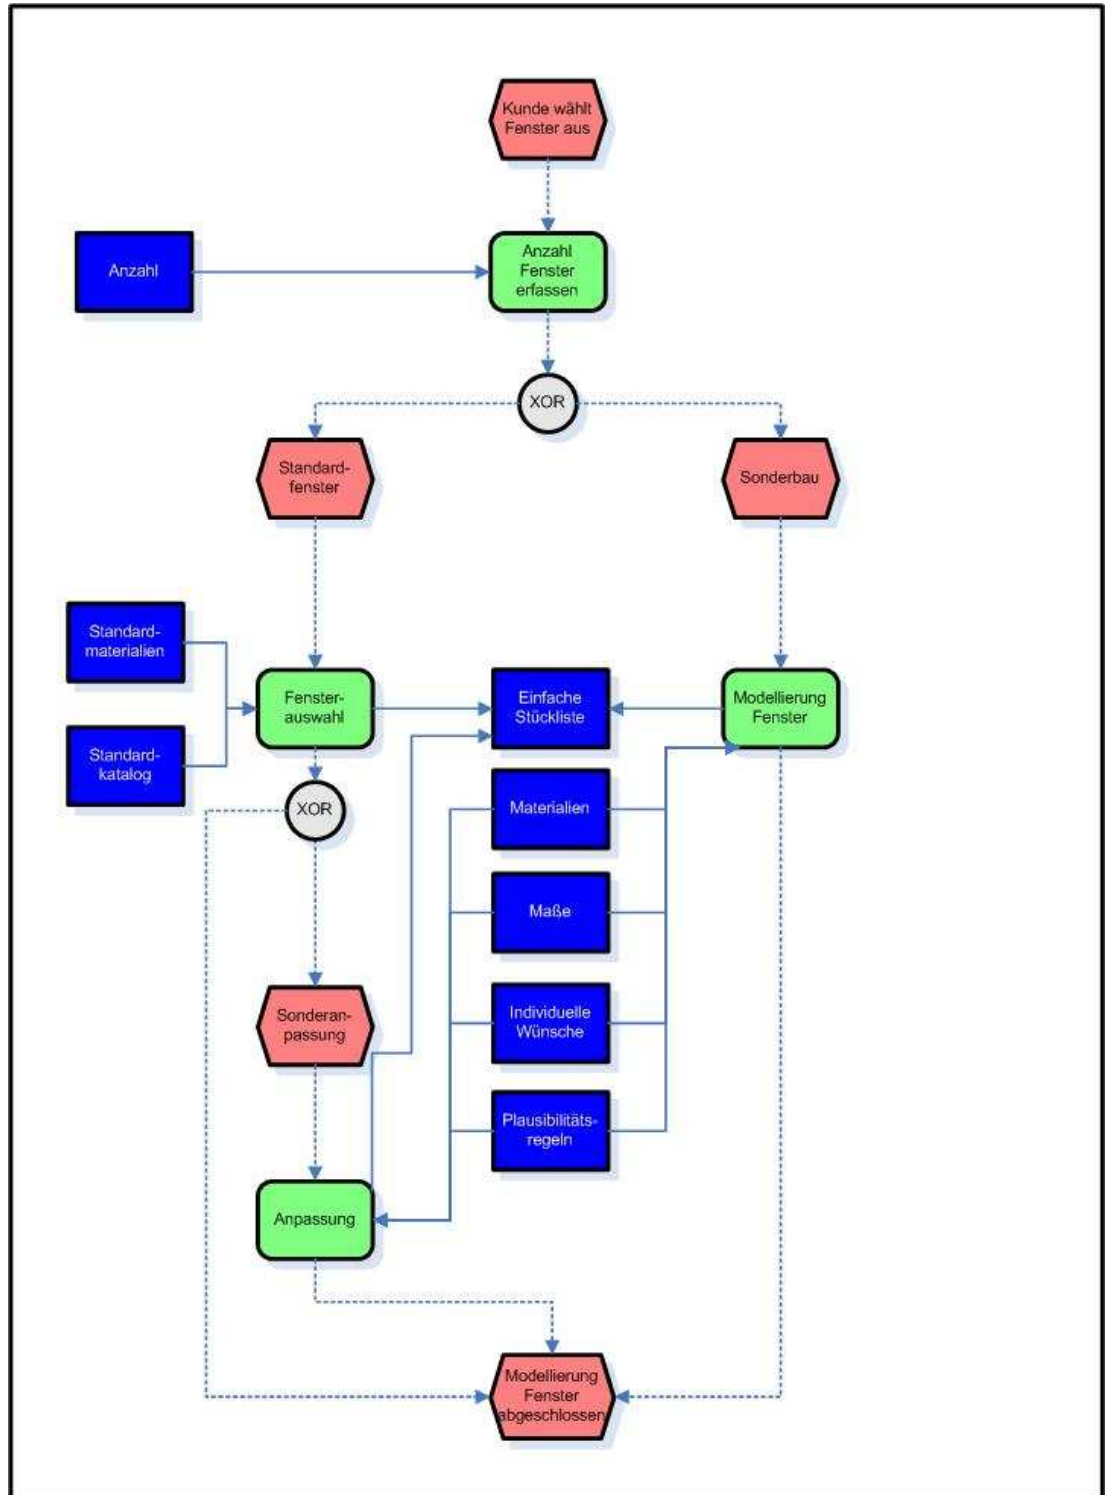 Kunde wählt
Fenster aus
Anzahl
Anzahl
Fenster
erfassen
XOR
Standard-
fenster
Sonderbau
Standard-
materialien
Fenster-
auswahl
Einfache
Stückliste
Modellierung
Fenster
Standard-
katalog
XOR
Materialien
Maße
Sonderan-
passung
Individuelle
Wünsche
Plausibilitäts-
regeln
Anpassung
Modellierung
Fenster
abgeschlossen